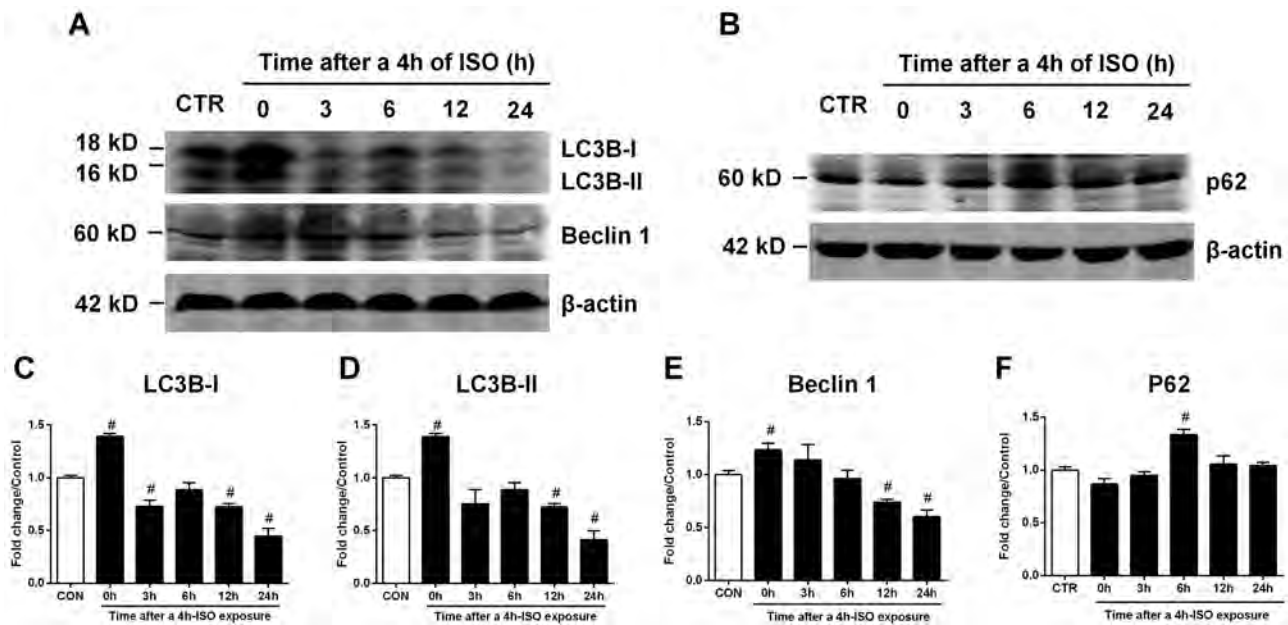 A
Time after a 4h of ISO (h)
CTR 0 3 6 12 24
18 kD
LC3B-I
16 kD
LC3B-II
60 kD
Beclin 1
42 kD
β-actin
B
Time after a 4h of ISO (h)
CTR 0 3 6 12 24
60 kD
p62
42 kD
β-actin
C
LC3B-I
Fold change/Control
1.5
1.0
0.5
0.0
# # # #
CON 0h 3h 6h 12h 24h
Time after a 4h-ISO exposure
D
LC3B-II
Fold change/Control
1.5
1.0
0.5
0.0
# # #
CON 0h 3h 6h 12h 24h
Time after a 4h-ISO exposure
E
Beclin 1
Fold change/Control
1.5
1.0
0.5
0.0
# # #
CON 0h 3h 6h 12h 24h
Time after a 4h-ISO exposure
F
P62
Fold change/Control
1.5
1.0
0.5
0.0
#
CTR 0h 3h 6h 12h 24h
Time after a 4h-ISO exposure